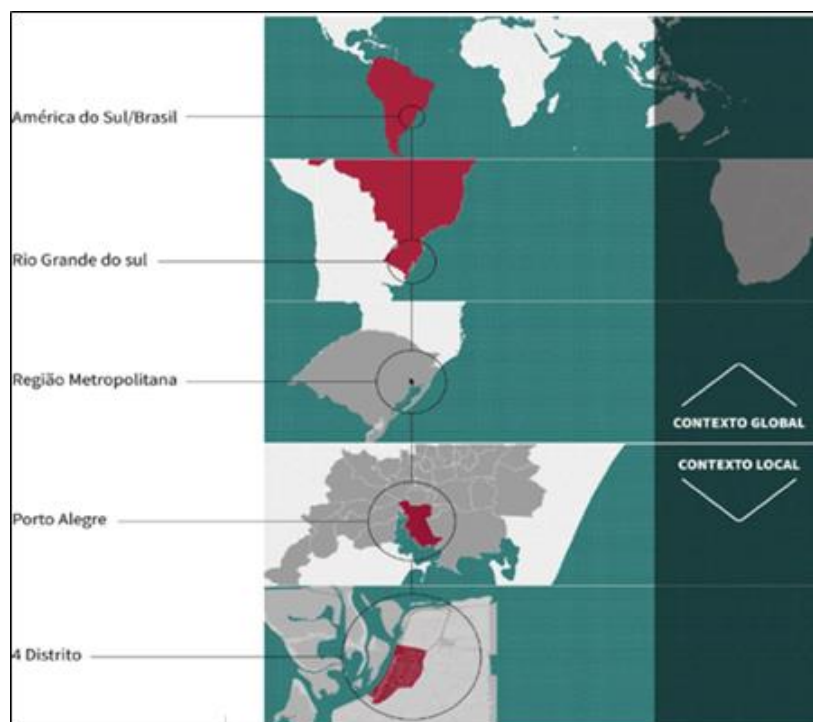 América do Sul/Brasil
Rio Grande do sul
Região Metropolitana
CONTEXTO GLOBAL
CONTEXTO LOCAL
Porto Alegre
4 Distrito